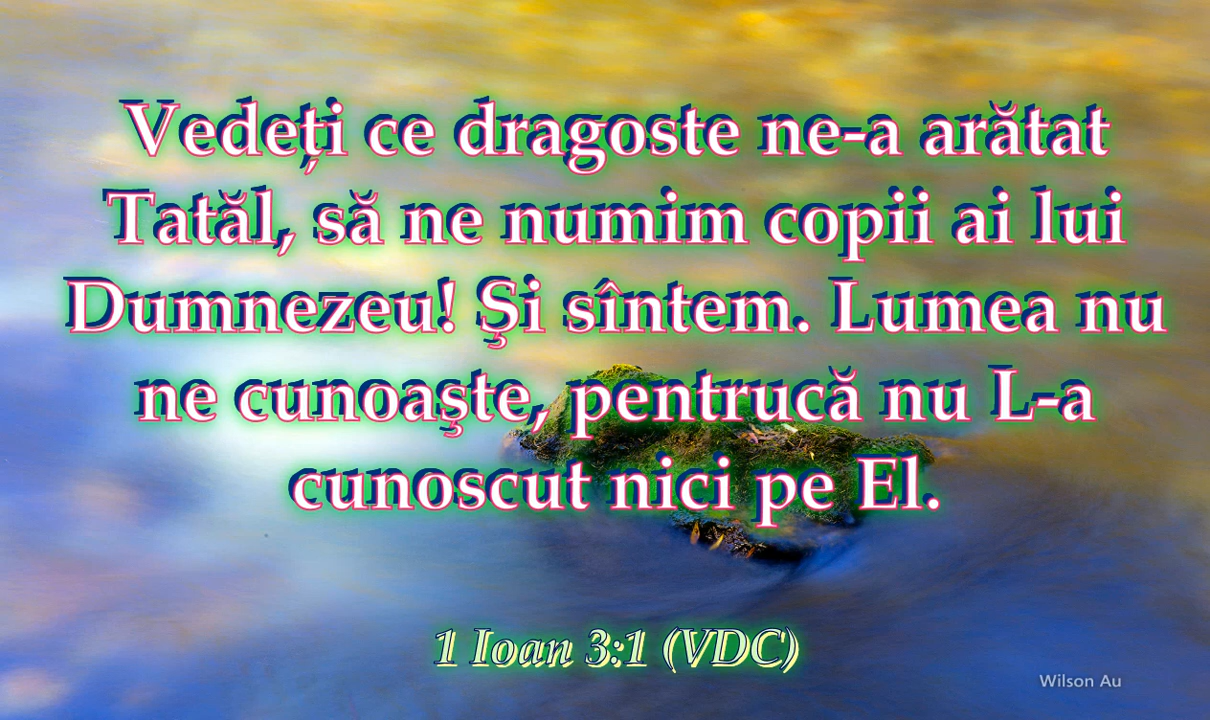 Vedeți ce dragoste ne-a arătat
Tatăl, să ne numim copii ai lui
Dumnezeu! Şi sîntem. Lumea nu
ne cunoaşte, pentrucă nu L-a
cunoscut nici pe El.
1 Ioan 3:1 (VDC)
Wilson Au